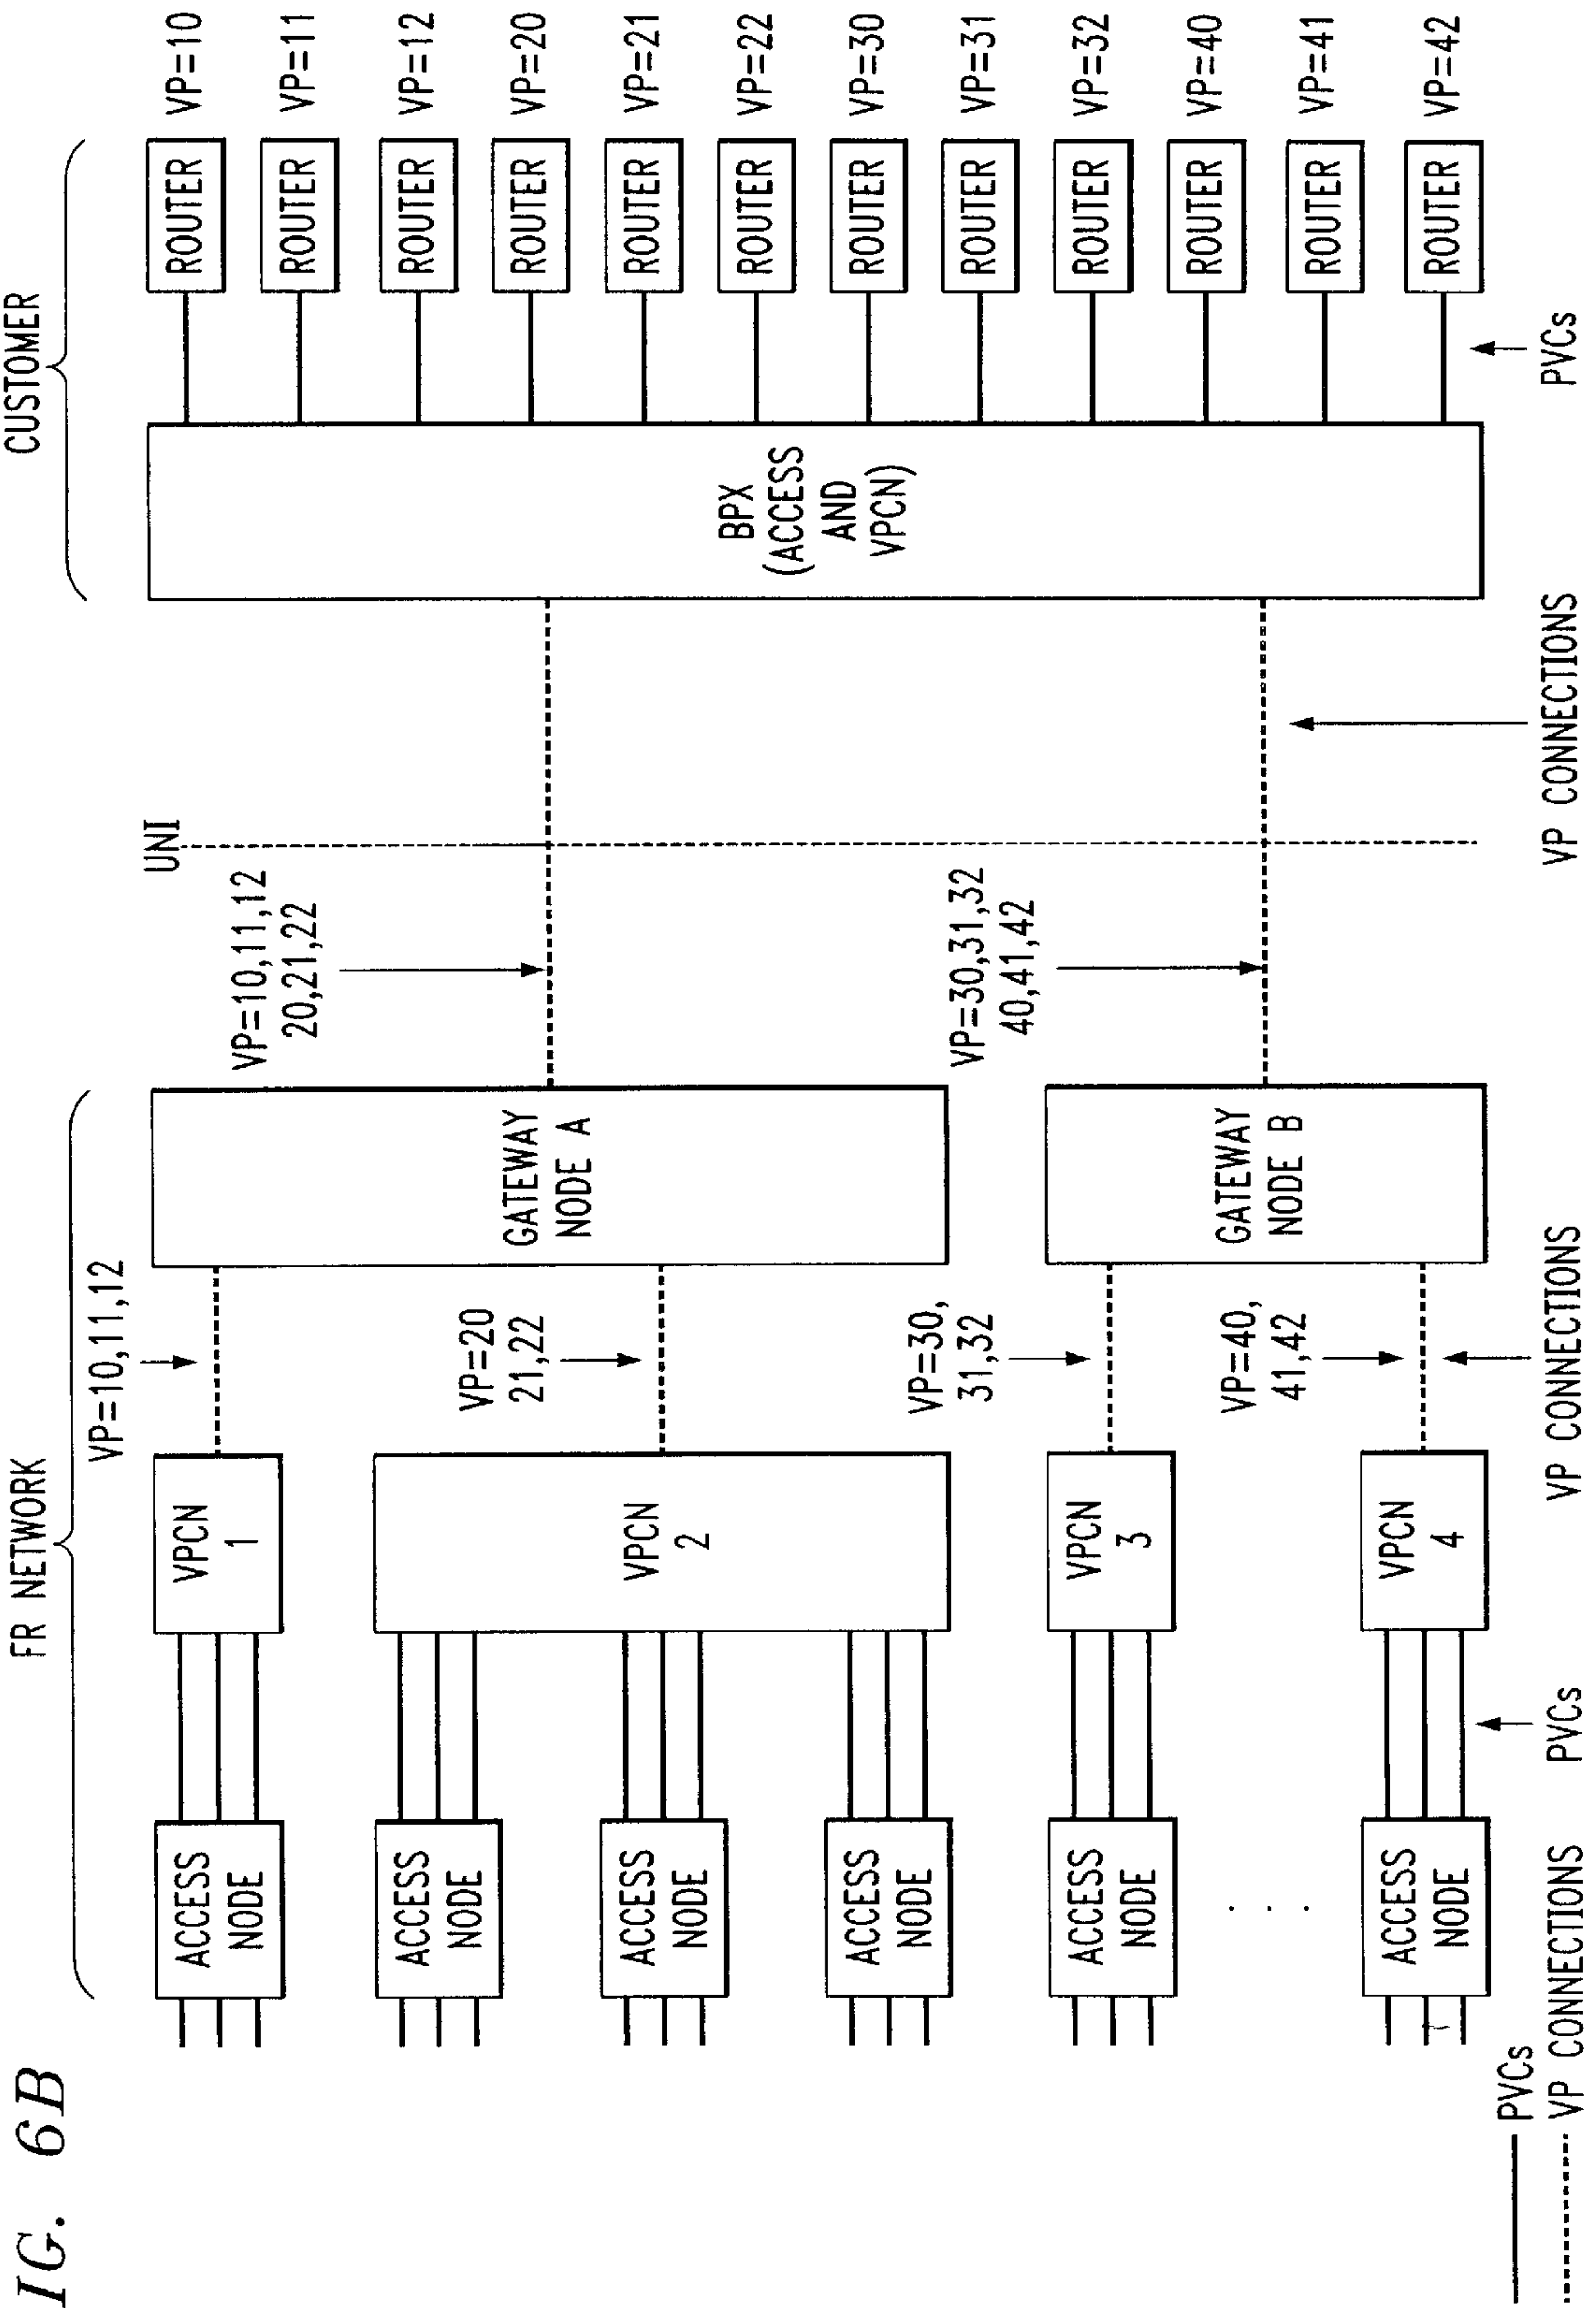 IG. 6B
FR NETWORK
CUSTOMER
ACCESS
NODE
ACCESS
NODE
ACCESS
NODE
ACCESS
NODE
ACCESS
NODE
. . .
ACCESS
NODE
PVCs
VPCN
1
VPCN
2
VPCN
3
VPCN
4
VP=10,11,12
VP=20
21,22
VP=30,
31,32
VP=40,
41,42
VP CONNECTIONS
GATEWAY
NODE A
GATEWAY
NODE B
VP=10,11,12
20,21,22
VP=30,31,32
40,41,42
UNI
VP CONNECTIONS
BPX
(ACCESS
AND
VPCN)
PVCs
ROUTER VP=10
ROUTER VP=11
ROUTER VP=12
ROUTER VP=20
ROUTER VP=21
ROUTER VP=22
ROUTER VP=30
ROUTER VP=31
ROUTER VP=32
ROUTER VP=40
ROUTER VP=41
ROUTER VP=42
PVCs
VP CONNECTIONS